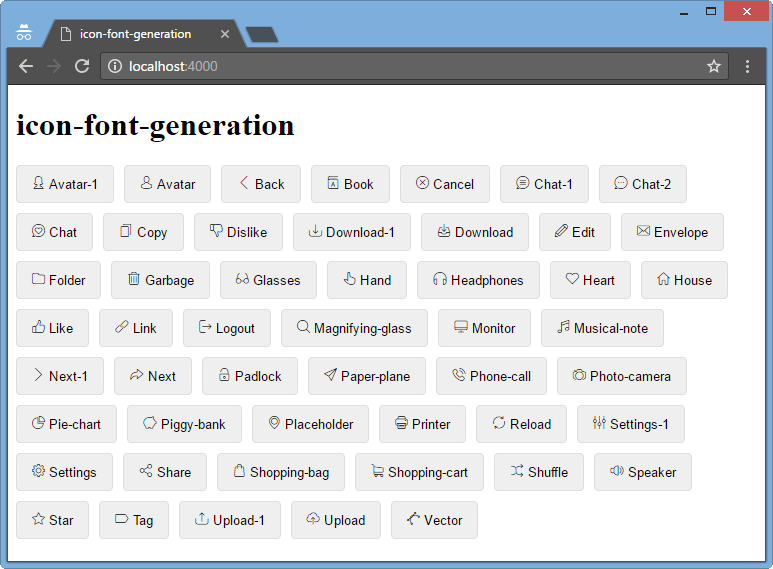 icon-font-generation
localhost:4000
icon-font-generation
Avatar-1 Avatar Back Book Cancel Chat-1 Chat-2
Chat Copy Dislike Download-1 Download Edit Envelope
Folder Garbage Glasses Hand Headphones Heart House
Like Link Logout Magnifying-glass Monitor Musical-note
Next-1 Next Padlock Paper-plane Phone-call Photo-camera
Pie-chart Piggy-bank Placeholder Printer Reload Settings-1
Settings Share Shopping-bag Shopping-cart Shuffle Speaker
Star Tag Upload-1 Upload Vector